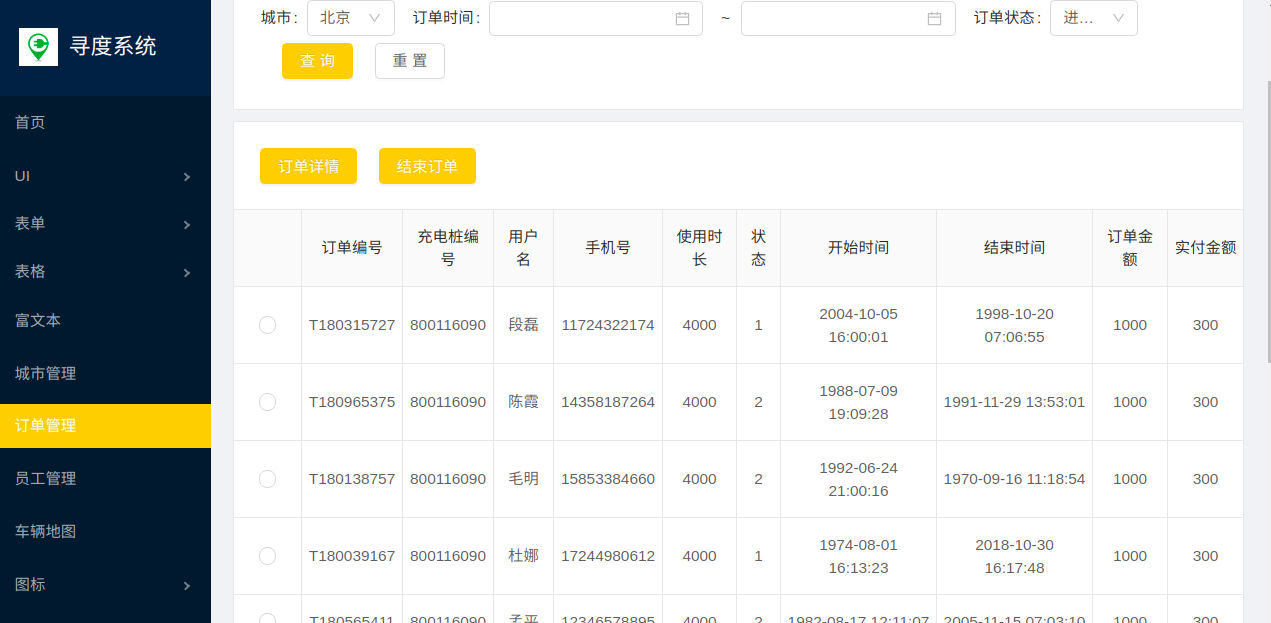 寻度系统
首页
UI
表单
表格
富文本
城市管理
订单管理
员工管理
车辆地图
图标
城市: 北京 订单时间: ~ 订单状态: 进...
查 询 重 置
订单详情 结束订单
订单编号 充电桩编号 用户名 手机号 使用时长 状态 开始时间 结束时间 订单金额 实付金额
T180315727 800116090 段磊 11724322174 4000 1 2004-10-05 16:00:01 1998-10-20 07:06:55 1000 300
T180965375 800116090 陈霞 14358187264 4000 2 1988-07-09 19:09:28 1991-11-29 13:53:01 1000 300
T180138757 800116090 毛明 15853384660 4000 2 1992-06-24 21:00:16 1970-09-16 11:18:54 1000 300
T180039167 800116090 杜娜 17244980612 4000 1 1974-08-01 16:13:23 2018-10-30 16:17:48 1000 300
T180565411 800116090 孟平 12346578895 4000 2 1982-08-17 12:11:07 2005-11-15 07:03:10 1000 300